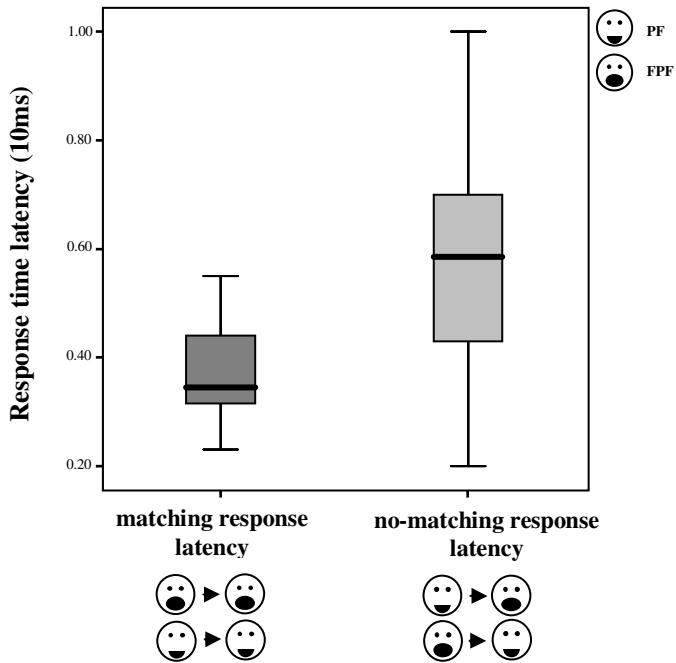 1.00
PF
FPF
0.80
0.60
0.40
0.20
Response time latency (10ms)
matching response
latency
no-matching response
latency